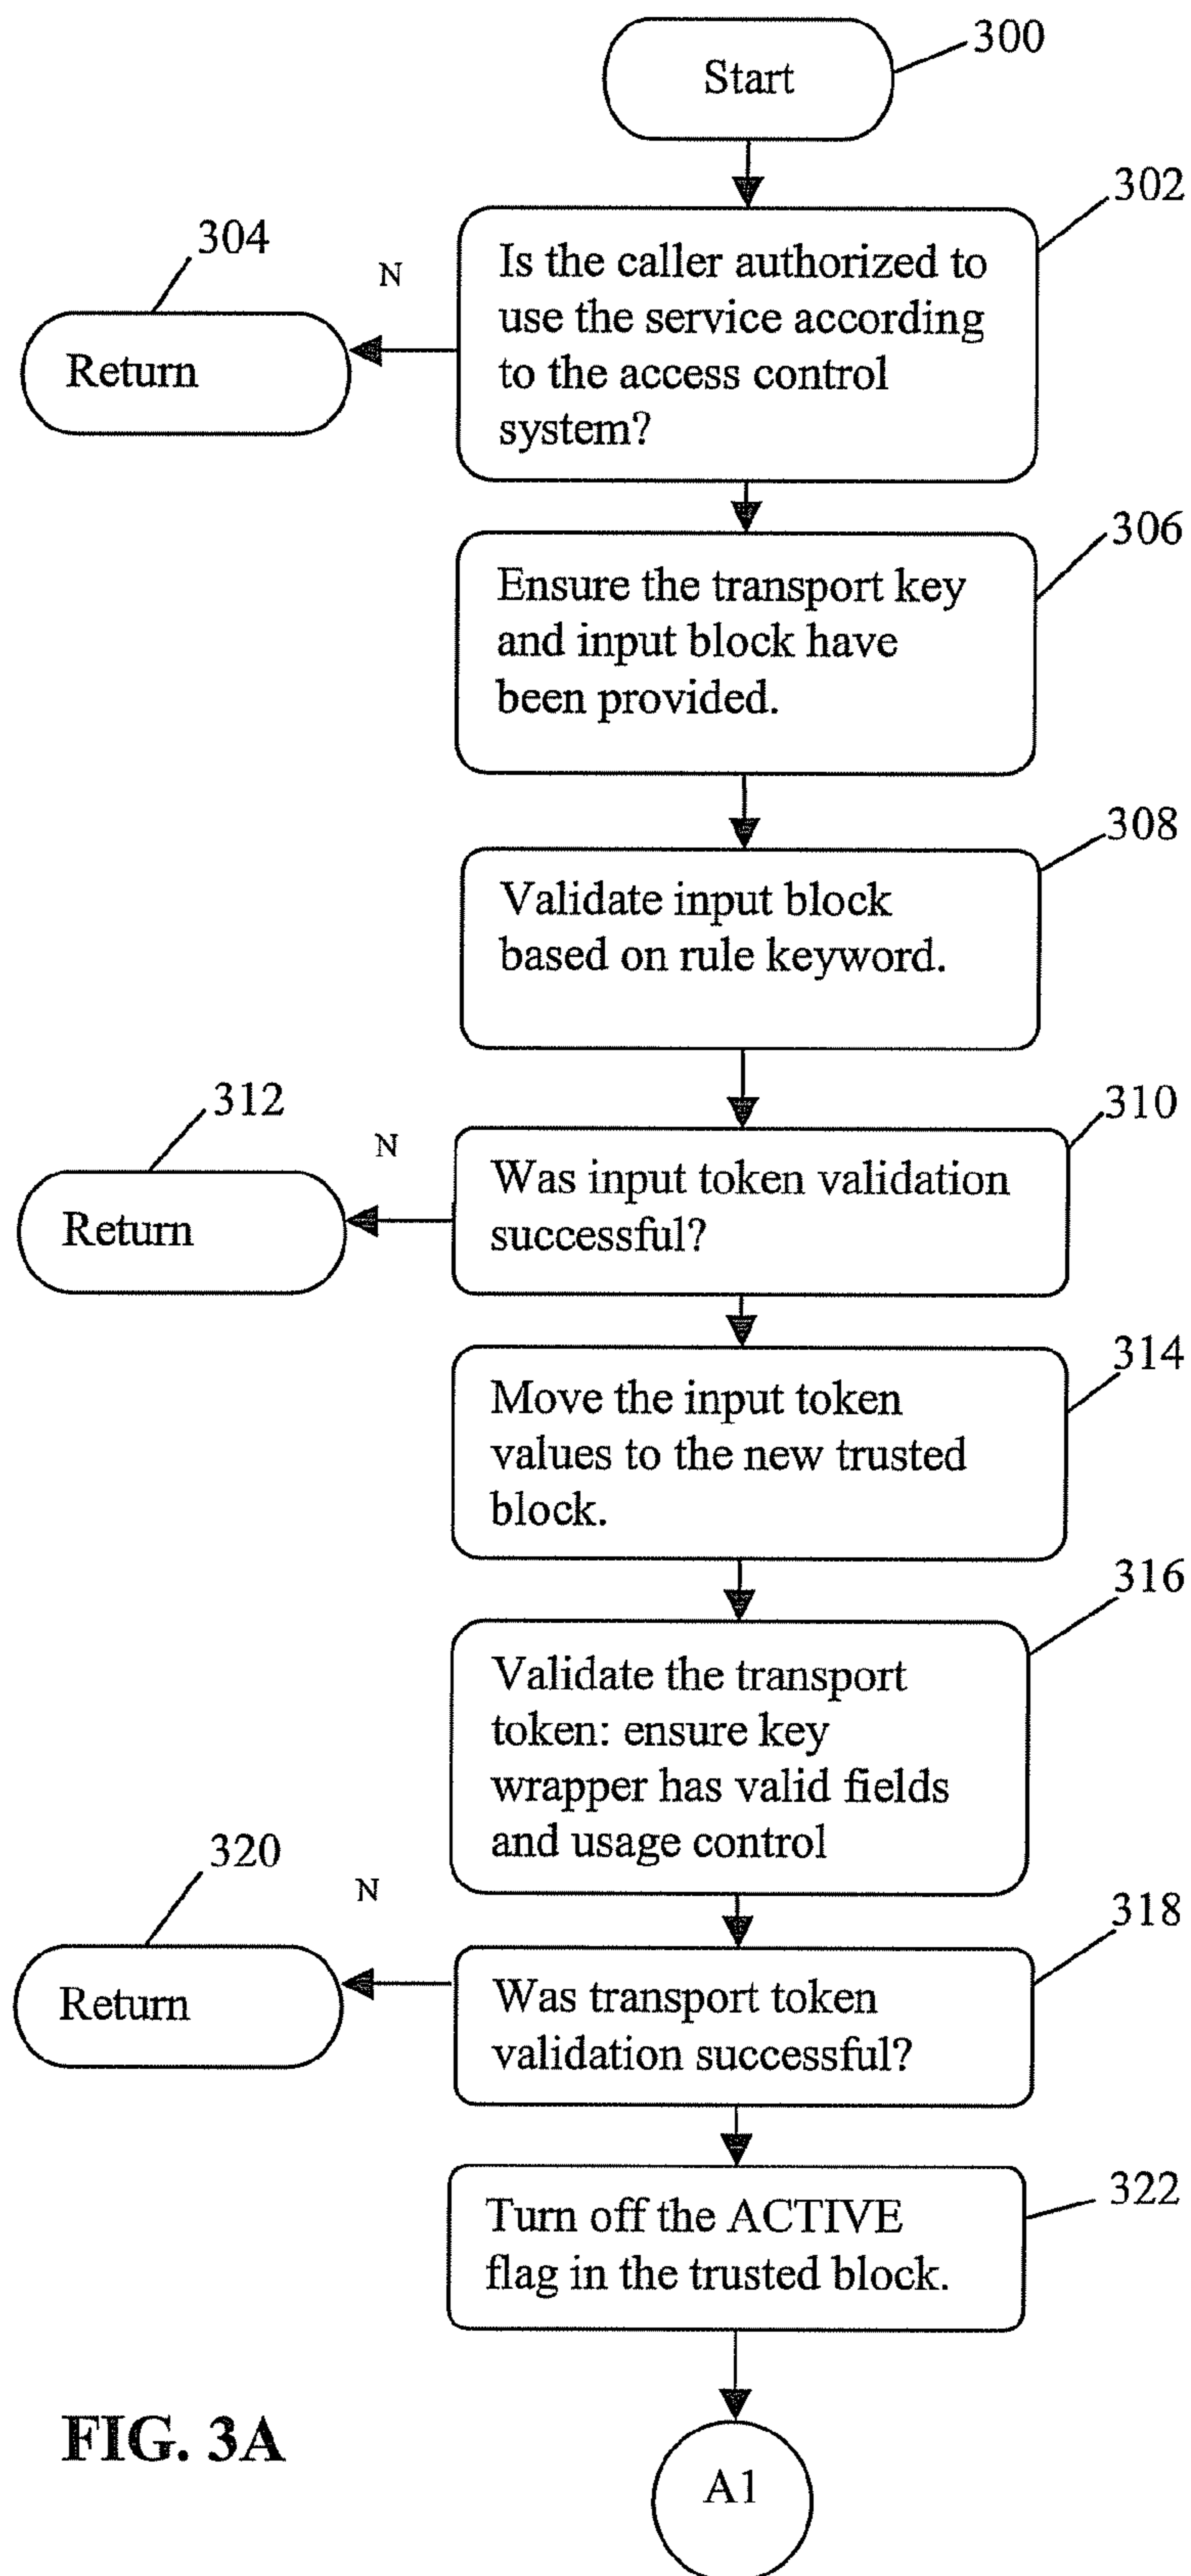 Start
300
302
Is the caller authorized to
use the service according
to the access control
system?
304
N
Return
306
Ensure the transport key
and input block have
been provided.
308
Validate input block
based on rule keyword.
310
312
N
Was input token validation
successful?
Return
314
Move the input token
values to the new trusted
block.
316
Validate the transport
token: ensure key
wrapper has valid fields
and usage control
320
N
318
Was transport token
validation successful?
Return
322
Turn off the ACTIVE
flag in the trusted block.
FIG. 3A
A1